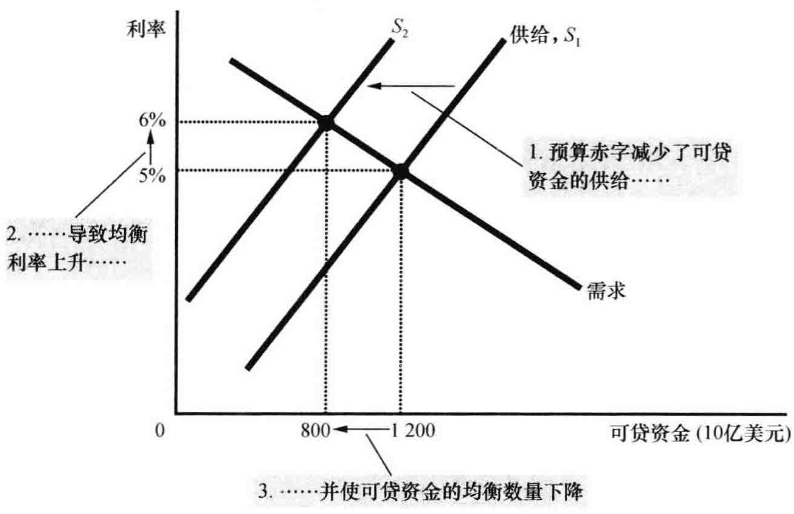 利率
S₂
供给，S₁
6%
5%
1. 预算赤字减少了可贷
资金的供给……
2. ……导致均衡
利率上升……
需求
0
800
1 200
可贷资金 (10亿美元)
3. ……并使可贷资金的均衡数量下降